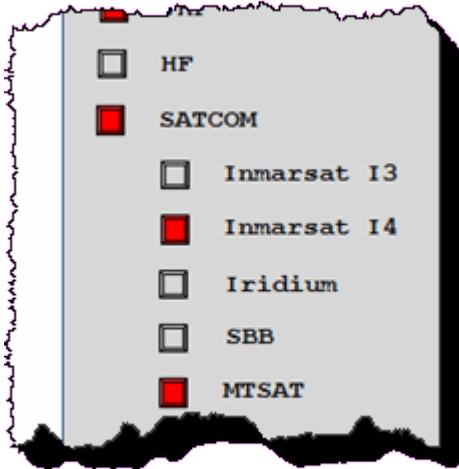 HF
SATCOM
Inmarsat I3
Inmarsat I4
Iridium
SBB
MTSAT